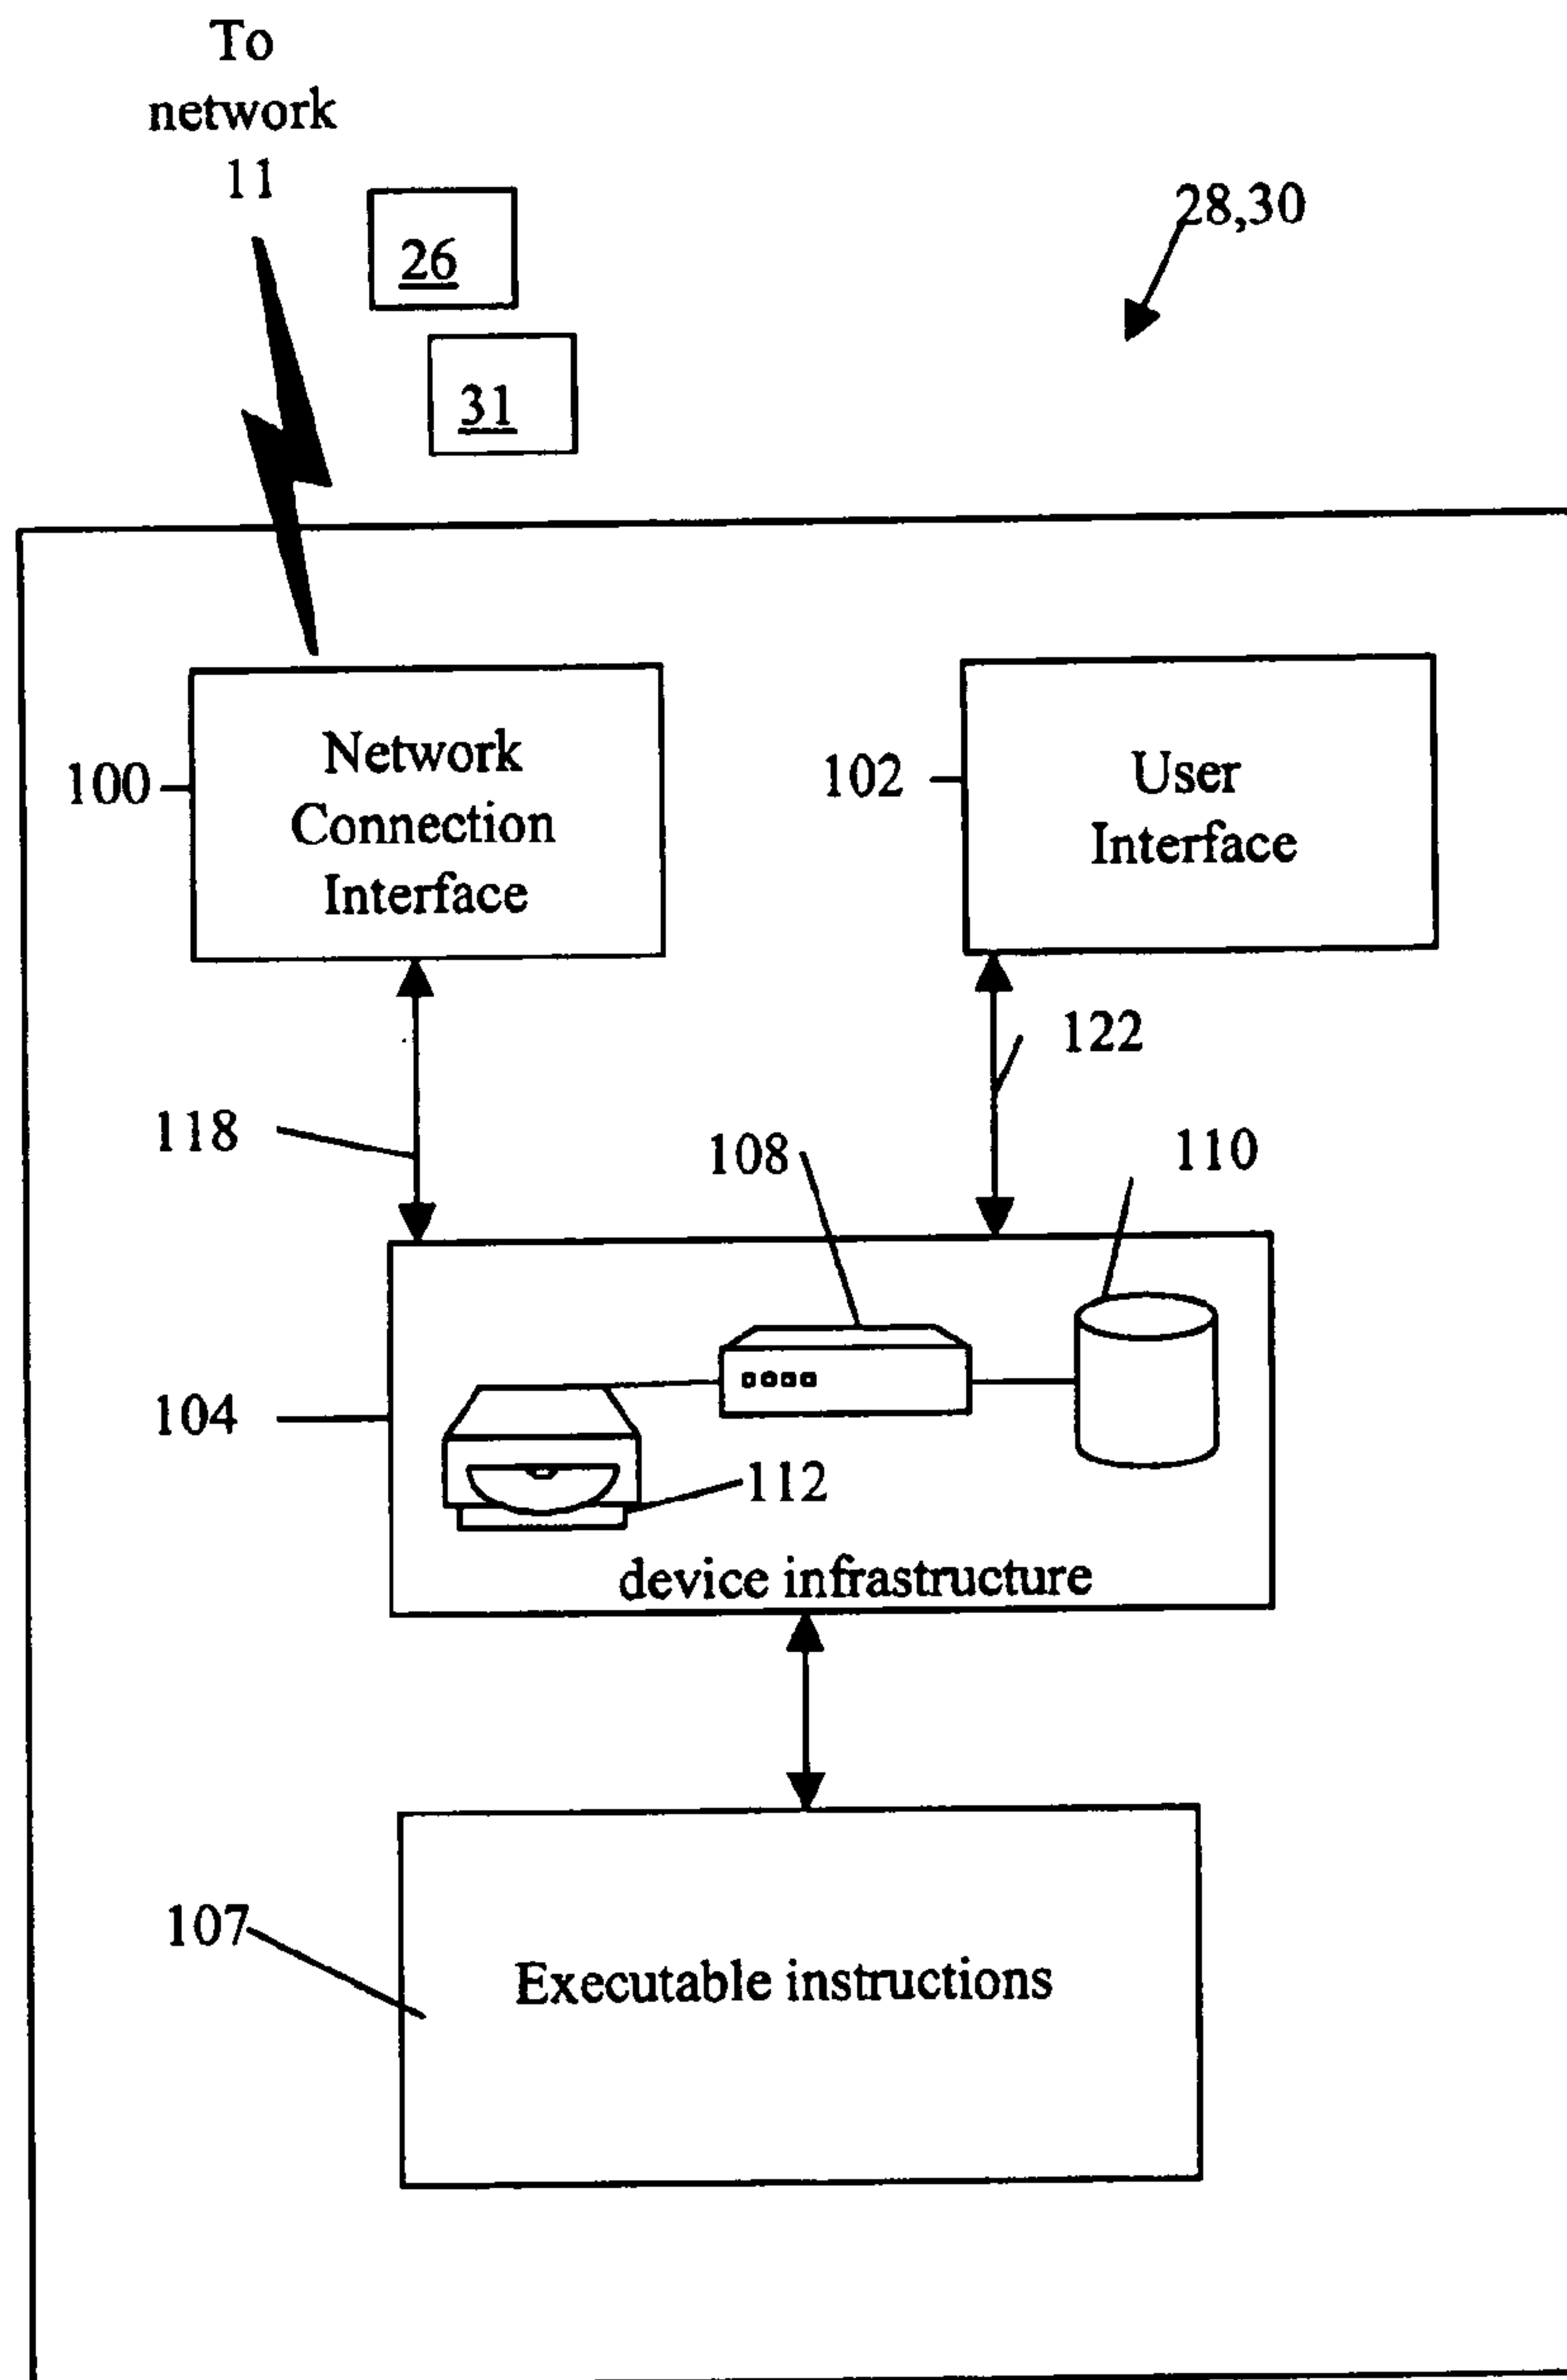 To
network
11
26
28,30
31
100
Network
Connection
Interface
102
User
Interface
122
118
108
110
104
112
device infrastructure
107
Executable instructions